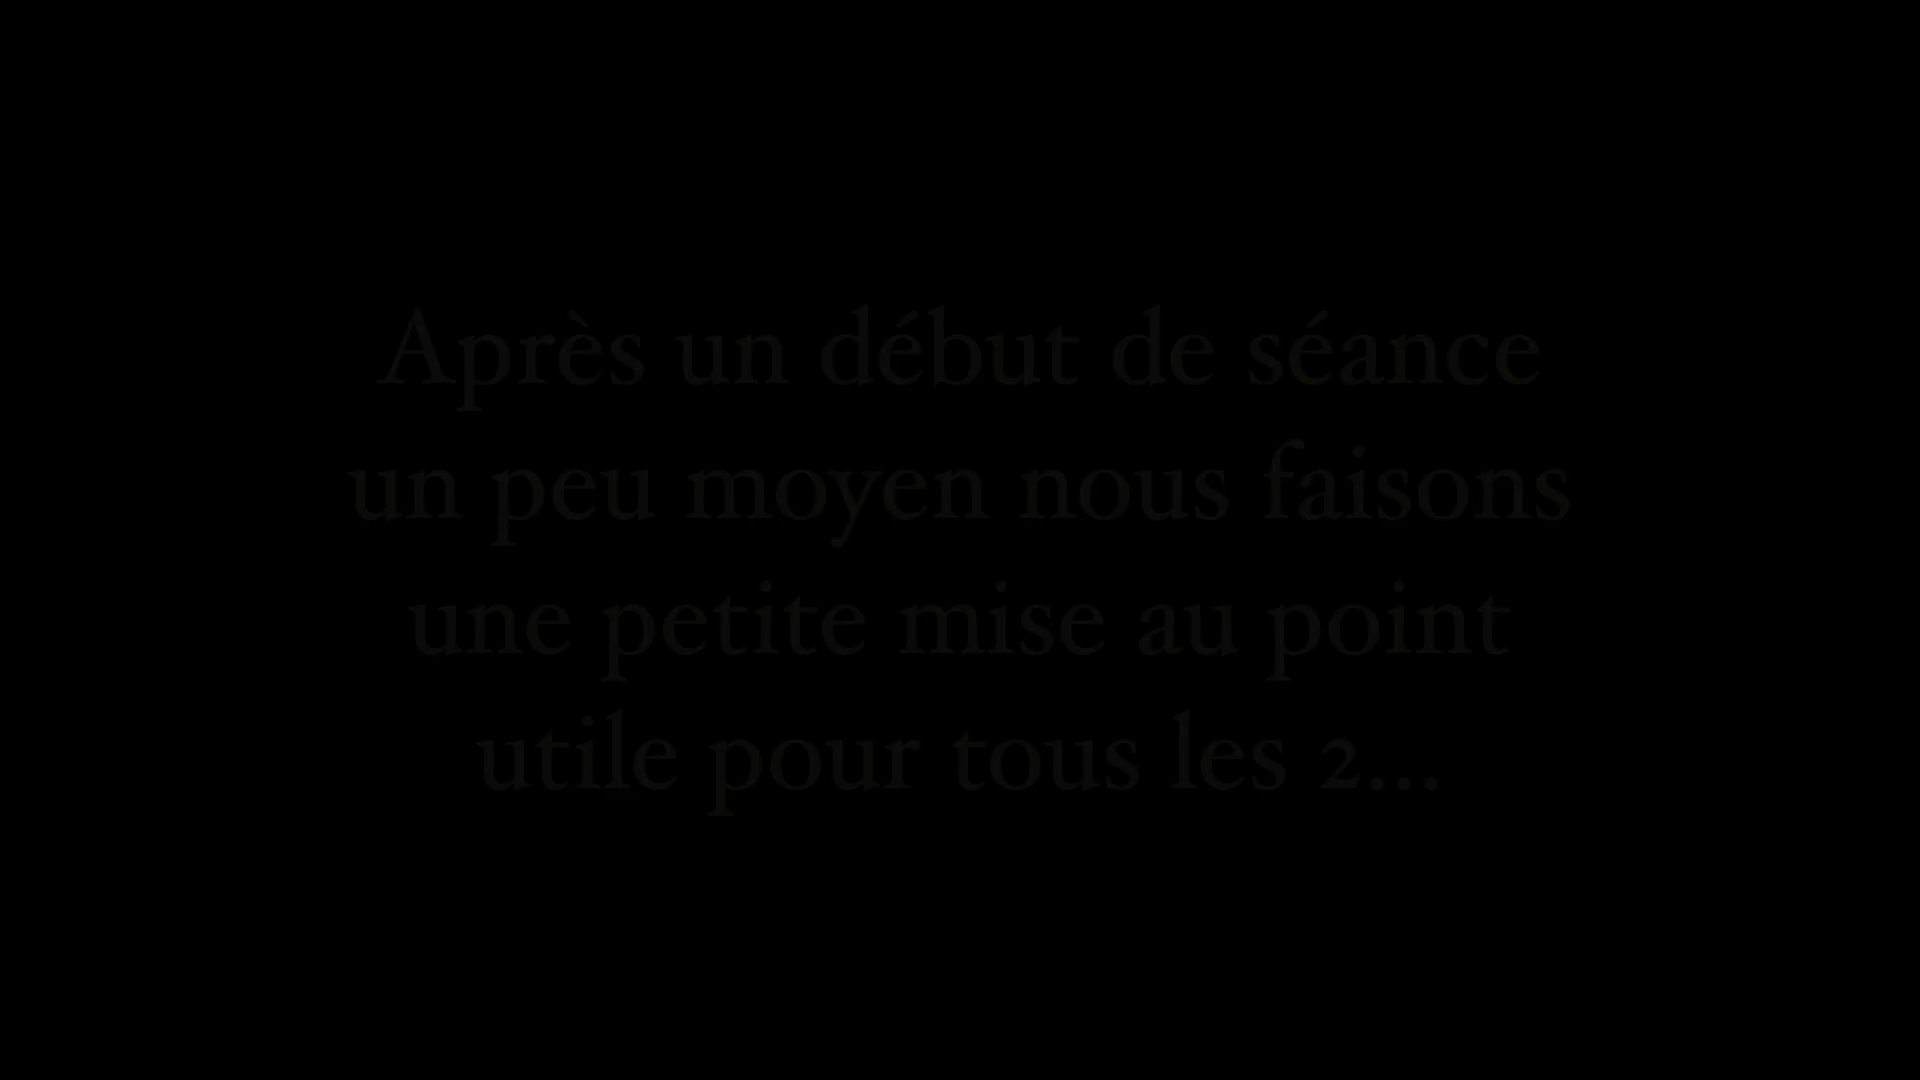 Après un début de séance
un peu moyen nous faisons
une petite mise au point
utile pour tous les 2...